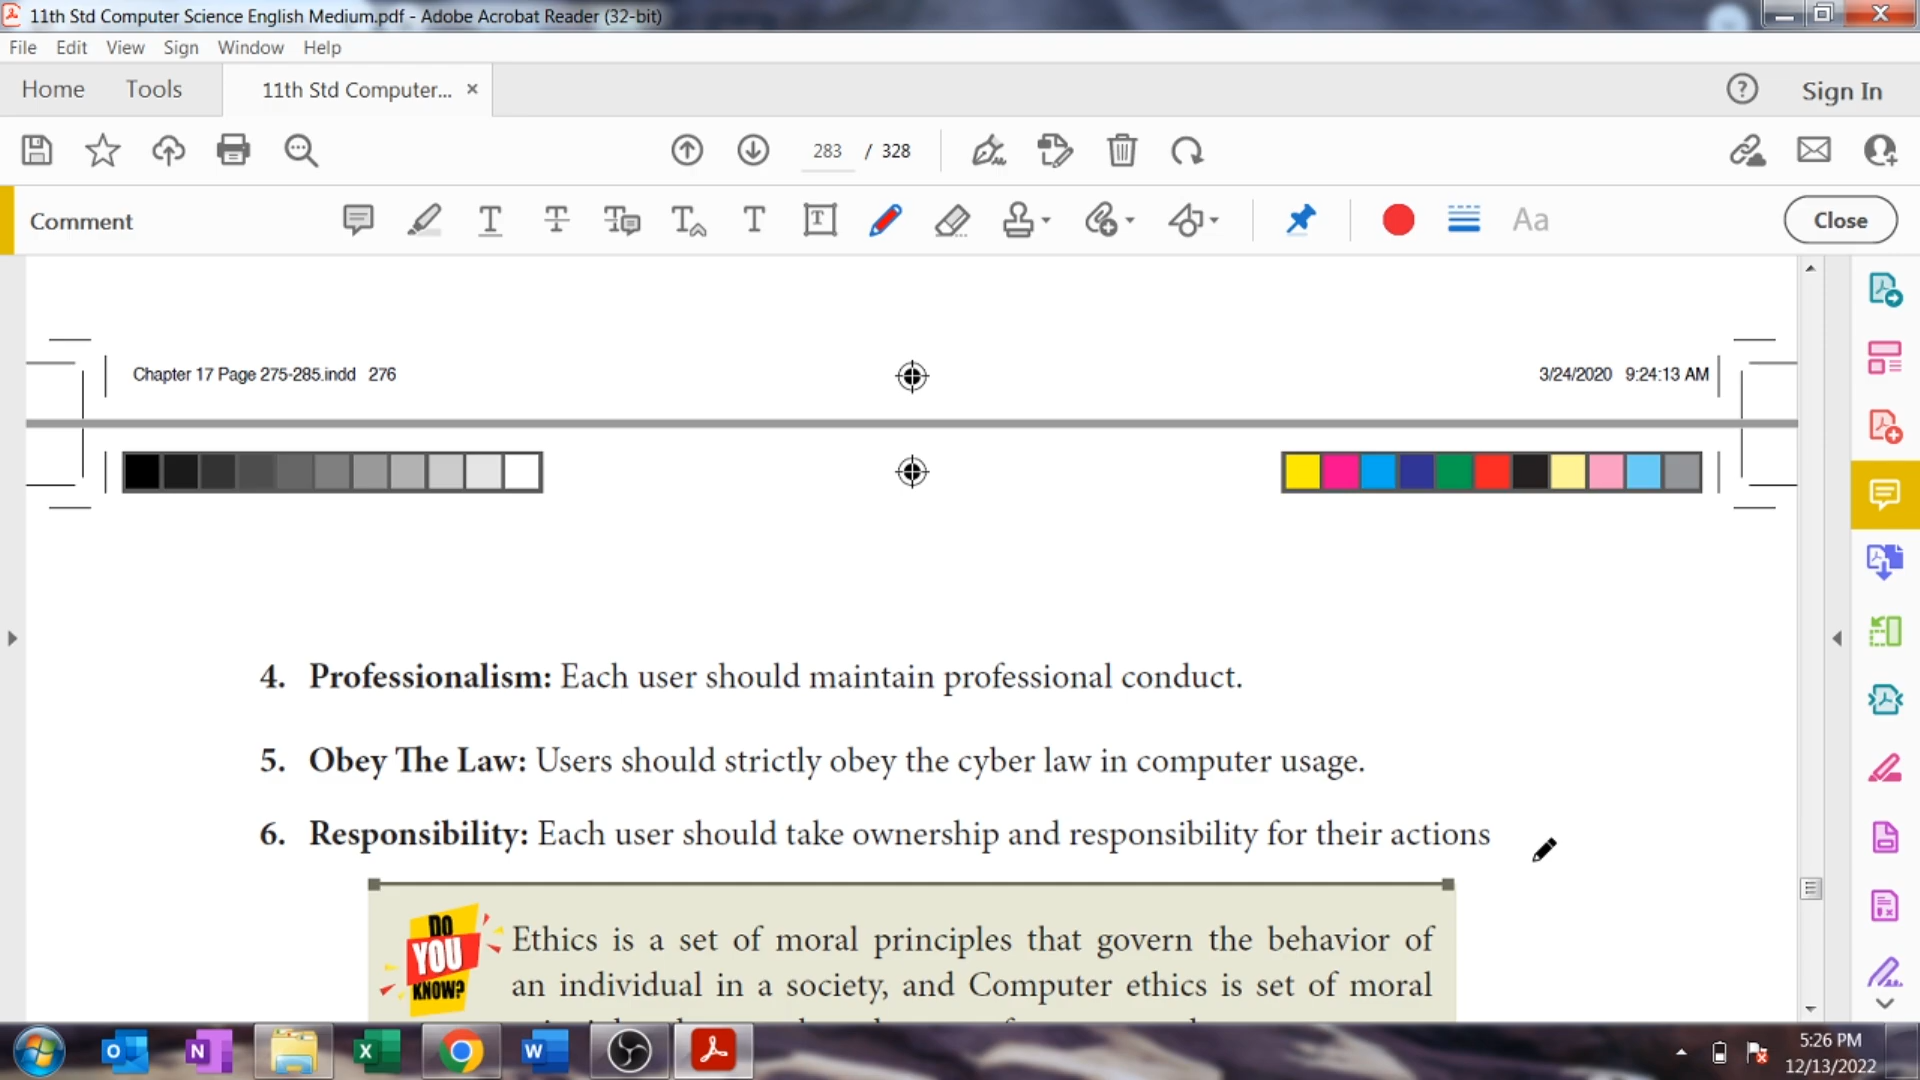 11th Std Computer Science English Medium.pdf - Adobe Acrobat Reader (32-bit)
File Edit View Sign Window Help
Home Tools 11th Std Computer... × Sign In
283 / 328
Comment Aa Close
Chapter 17 Page 275-285.indd 276 3/24/2020 9:24:13 AM
4. Professionalism: Each user should maintain professional conduct.
5. Obey The Law: Users should strictly obey the cyber law in computer usage.
6. Responsibility: Each user should take ownership and responsibility for their actions
DO
YOU
KNOW?
Ethics is a set of moral principles that govern the behavior of
an individual in a society, and Computer ethics is set of moral
5:26 PM
12/13/2022